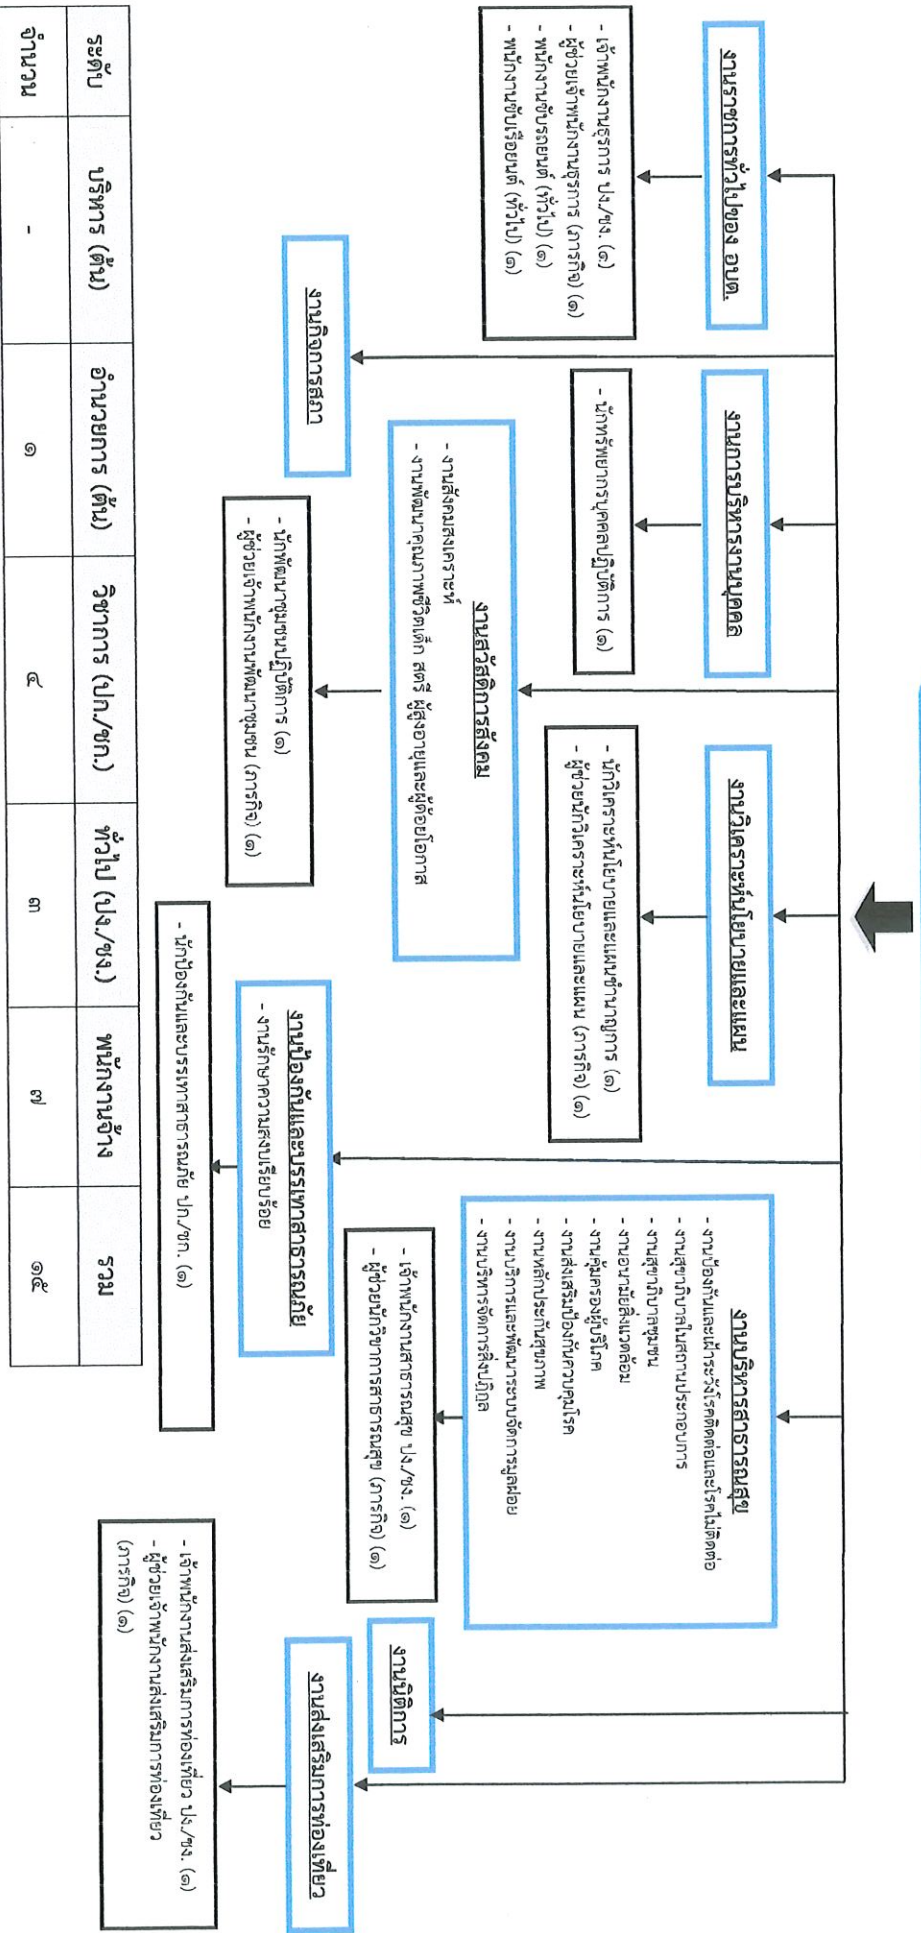 งานราชการทั่วไปของ อบต.
- เจ้าพนักงานธุรการ ปง./ชง. (๑)
- ผู้ช่วยเจ้าพนักงานธุรการ (ภารกิจ) (๑)
- พนักงานขับรถยนต์ (ทั่วไป) (๑)
- พนักงานขับเรือยนต์ (ทั่วไป) (๑)
งานการบริหารงานบุคคล
- นักทรัพยากรบุคคลปฏิบัติการ (๑)
งานวิเคราะห์นโยบายและแผน
- นักวิเคราะห์นโยบายและแผนชำนาญการ (๑)
- ผู้ช่วยนักวิเคราะห์นโยบายและแผน (ภารกิจ) (๑)
งานบริหารสาธารณสุข
- งานป้องกันและเฝ้าระวังโรคติดต่อและโรคไม่ติดต่อ
- งานสุขาภิบาลในสถานประกอบการ
- งานสุขาภิบาลชุมชน
- งานอนามัยสิ่งแวดล้อม
- งานคุ้มครองผู้บริโภค
- งานส่งเสริมป้องกันควบคุมโรค
- งานหลักประกันสุขภาพ
- งานบริการและพัฒนาระบบจัดการมูลฝอย
- งานบริหารจัดการสิ่งปฏิกูล
- เจ้าพนักงานสาธารณสุข ปง./ชง. (๑)
- ผู้ช่วยนักวิชาการสาธารณสุข (ภารกิจ) (๑)
งานนิติการ
งานกิจการสภา
งานสวัสดิการสังคม
- งานสังคมสงเคราะห์
- งานพัฒนาคุณภาพชีวิตเด็ก สตรี ผู้สูงอายุและผู้ด้อยโอกาส
- นักพัฒนาชุมชนปฏิบัติการ (๑)
- ผู้ช่วยเจ้าพนักงานพัฒนาชุมชน (ภารกิจ) (๑)
งานป้องกันและบรรเทาสาธารณภัย
- งานรักษาความสงบเรียบร้อย
- นักป้องกันและบรรเทาสาธารณภัย ปก./ชก. (๑)
งานส่งเสริมการท่องเที่ยว
- เจ้าพนักงานส่งเสริมการท่องเที่ยว ปง./ชง. (๑)
- ผู้ช่วยเจ้าพนักงานส่งเสริมการท่องเที่ยว
(ภารกิจ) (๑)
ระดับ บริหาร (ต้น) อำนวยการ (ต้น) วิชาการ (ปก./ชก.) ทั่วไป (ปง./ชง.) พนักงานจ้าง รวม
จำนวน - ๑ ๔ ๓ ๗ ๑๕